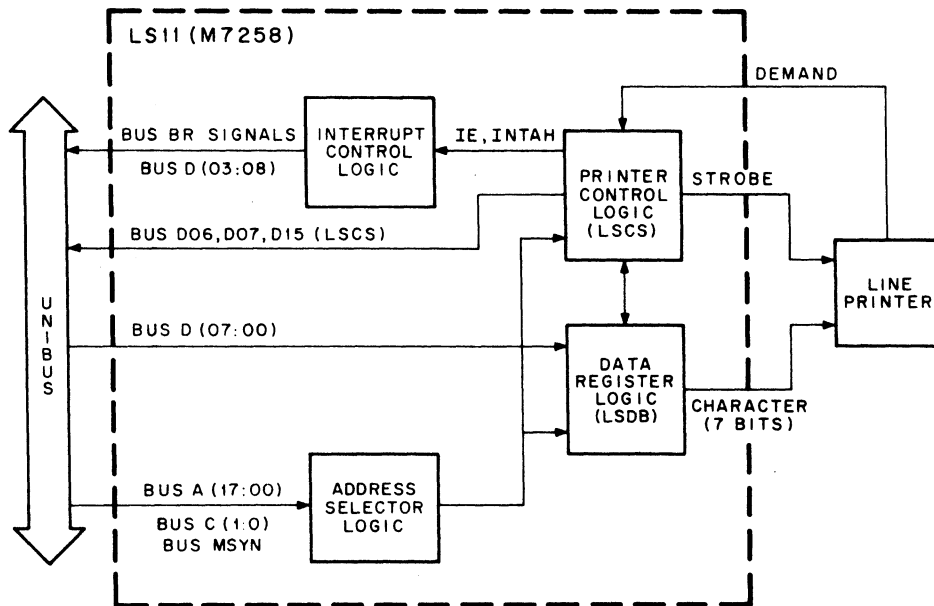 LS11 (M7258)
DEMAND
BUS BR SIGNALS
BUS D (03:08)
INTERRUPT
CONTROL
LOGIC
IE, INTAH
PRINTER
CONTROL
LOGIC
(LSCS)
STROBE
BUS D06, D07, D15 (LSCS)
LINE
PRINTER
UNIBUS
BUS D (07:00)
DATA
REGISTER
LOGIC
(LSDB)
CHARACTER
(7 BITS)
BUS A (17:00)
BUS C (1:0)
BUS MSYN
ADDRESS
SELECTOR
LOGIC